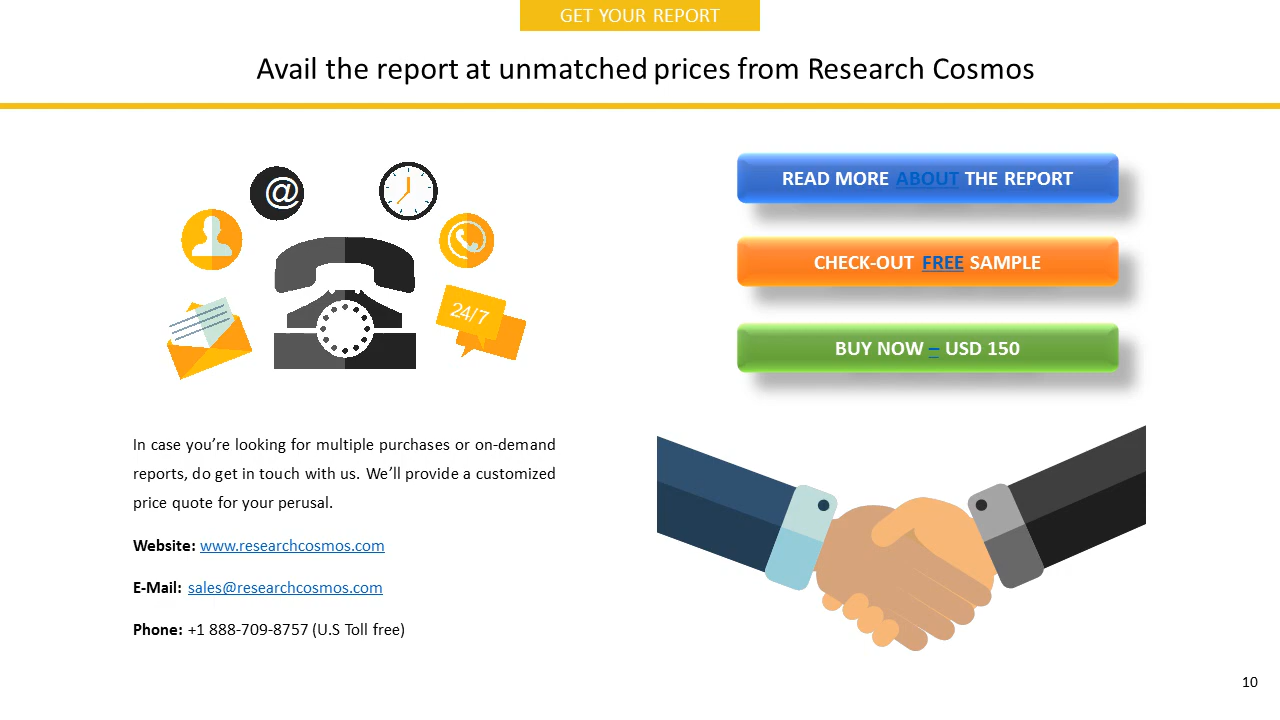 GET YOUR REPORT
Avail the report at unmatched prices from Research Cosmos
@
24/7
READ MORE ABOUT THE REPORT
CHECK-OUT FREE SAMPLE
BUY NOW – USD 150
In case you’re looking for multiple purchases or on-demand
reports, do get in touch with us. We’ll provide a customized
price quote for your perusal.
Website: www.researchcosmos.com
E-Mail: sales@researchcosmos.com
Phone: +1 888-709-8757 (U.S Toll free)
10